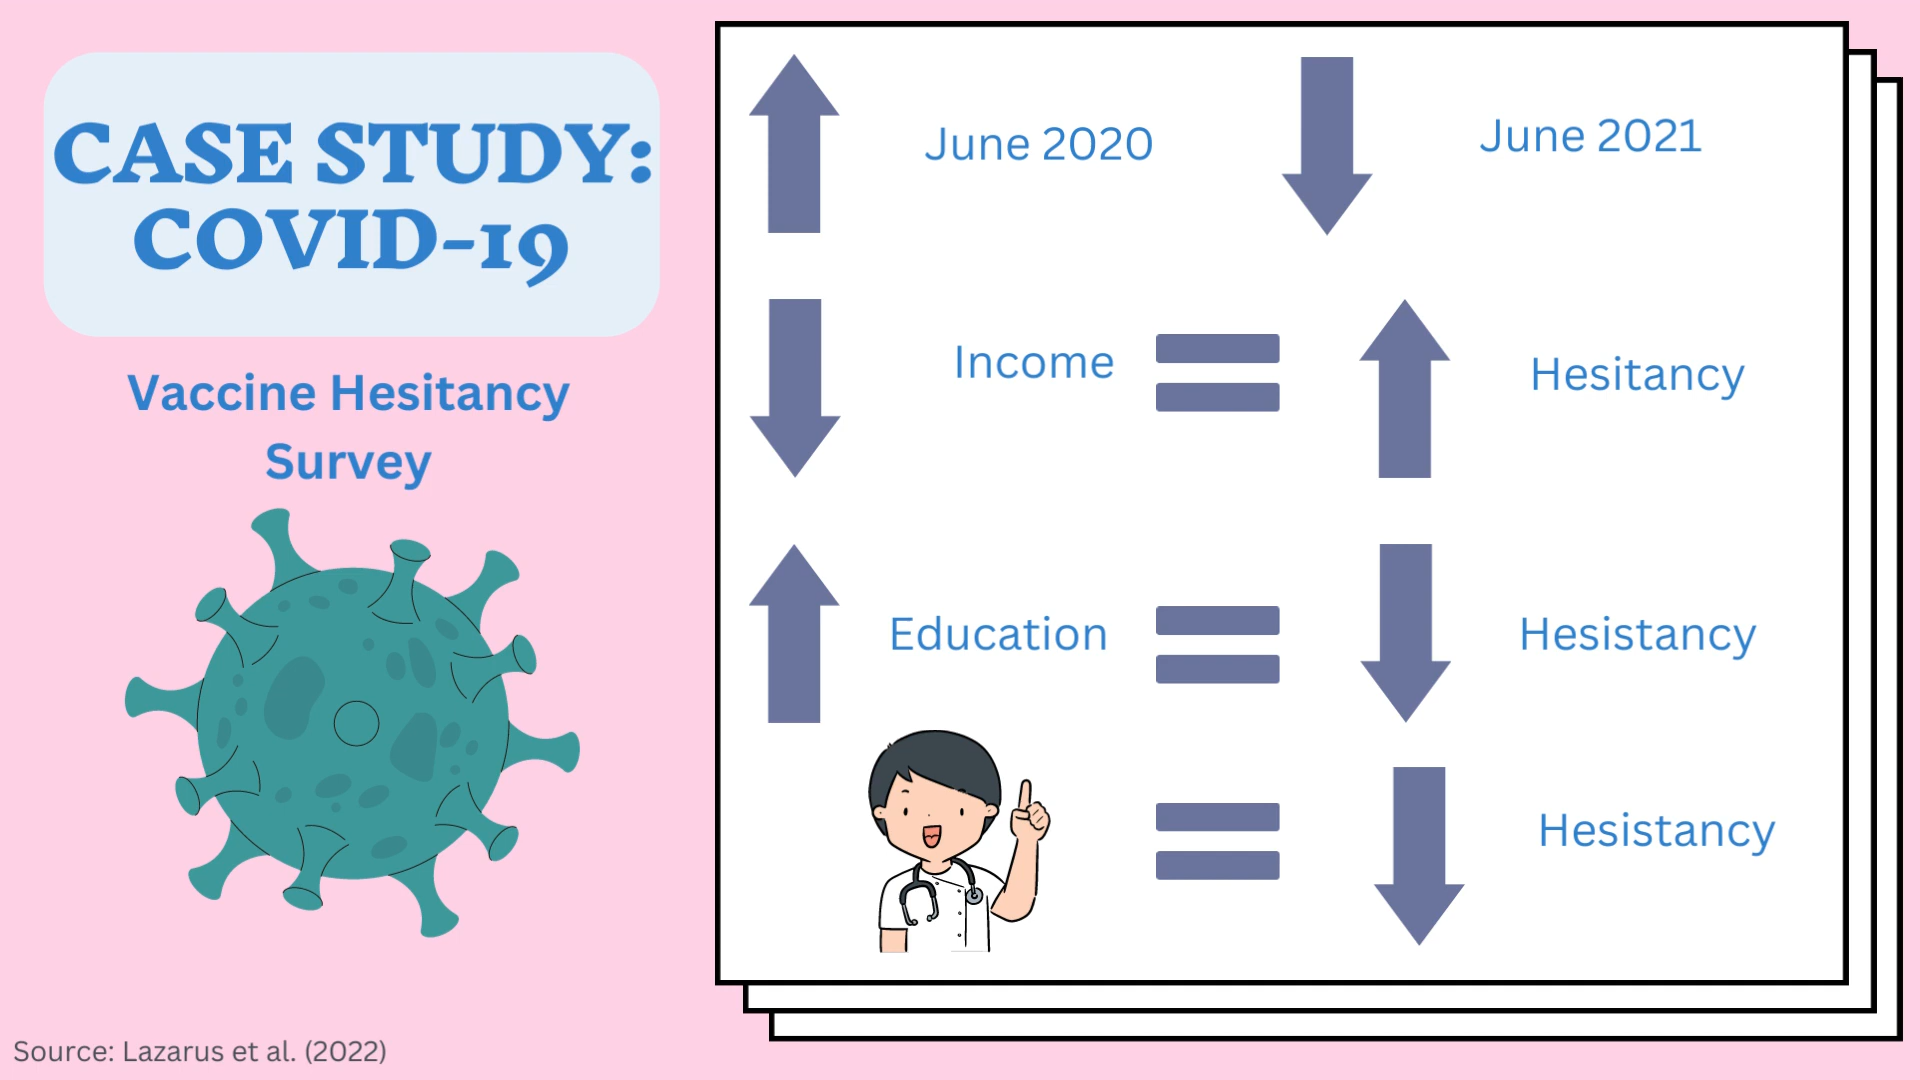 CASE STUDY:
COVID-19
Vaccine Hesitancy
Survey
June 2020
June 2021
Income
Hesitancy
Education
Hesistancy
Hesistancy
Source: Lazarus et al. (2022)